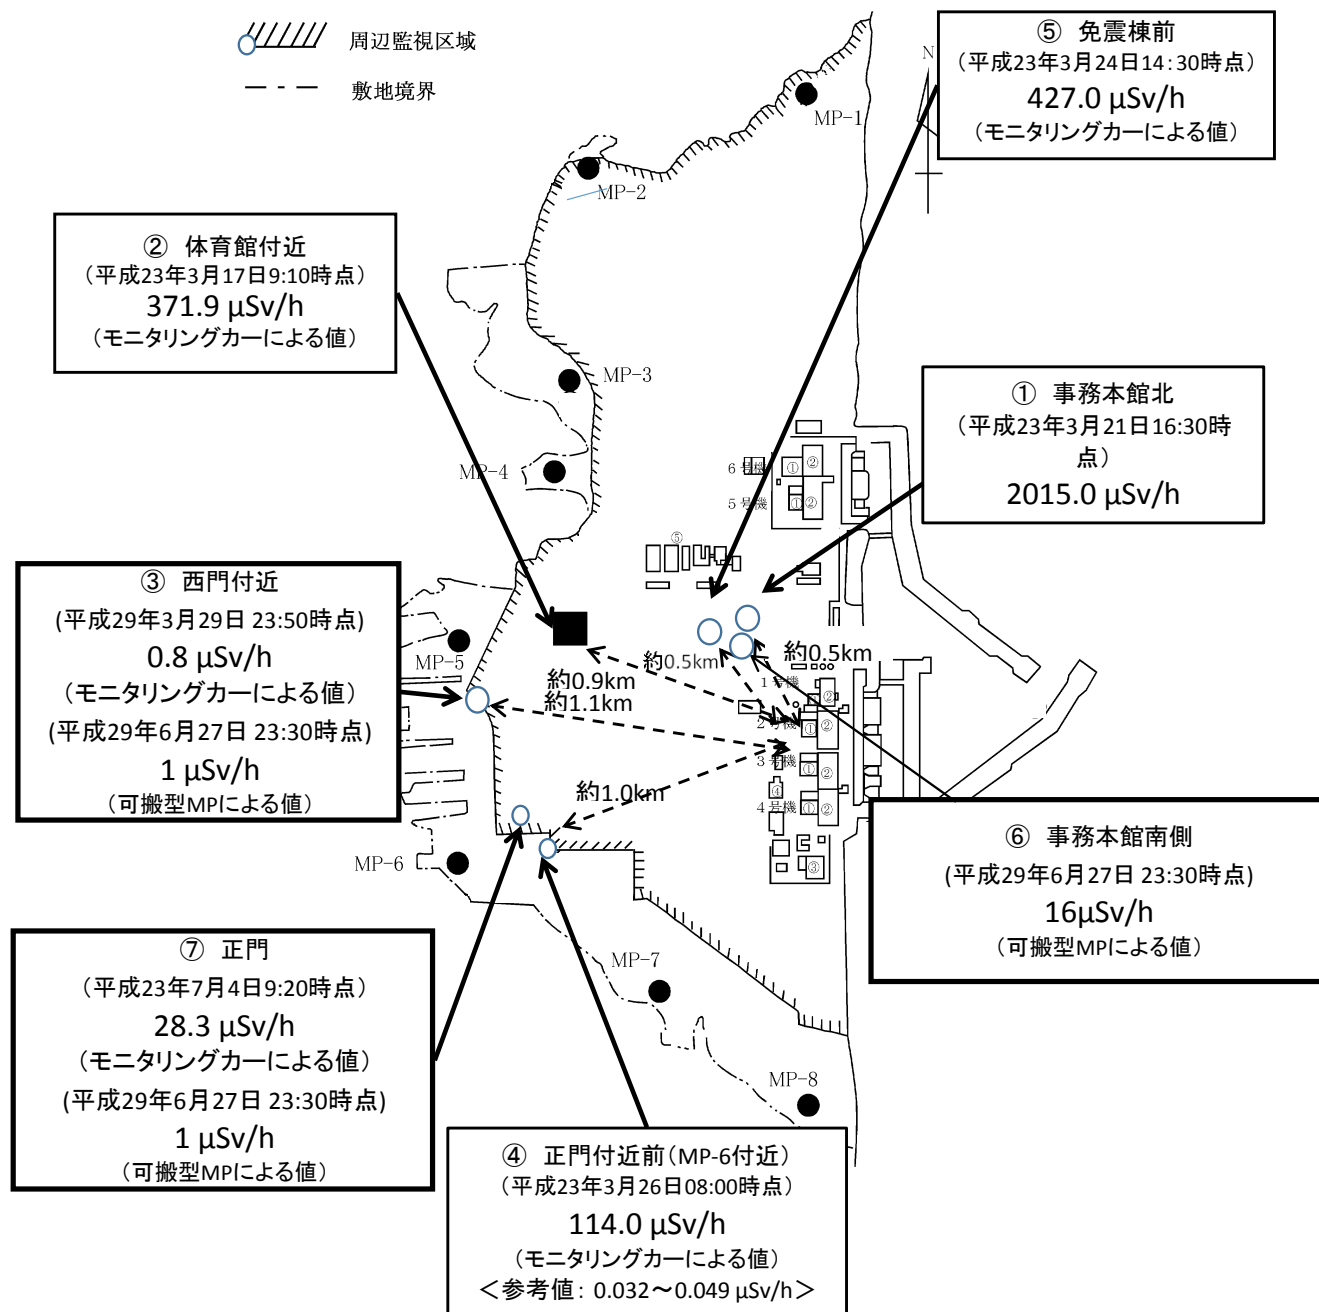 周辺監視区域
敷地境界
⑤ 免震棟前
(平成23年3月24日14:30時点)
427.0 μSv/h
(モニタリングカーによる値)
N
MP-1
MP-2
② 体育館付近
(平成23年3月17日9:10時点)
371.9 μSv/h
(モニタリングカーによる値)
MP-3
① 事務本館北
(平成23年3月21日16:30時
点)
2015.0 μSv/h
MP-4
6号機
①
②
5号機
①
②
⑤
③ 西門付近
(平成29年3月29日 23:50時点)
0.8 μSv/h
(モニタリングカーによる値)
(平成29年6月27日 23:30時点)
1 μSv/h
(可搬型MPによる値)
MP-5
約0.5km
約0.5km
約0.9km
約1.1km
1号機
②
2号機
①
②
3号機
①
②
④
約1.0km
4号機
①
②
③
MP-6
⑥ 事務本館南側
(平成29年6月27日 23:30時点)
16μSv/h
(可搬型MPによる値)
⑦ 正門
(平成23年7月4日9:20時点)
28.3 μSv/h
(モニタリングカーによる値)
(平成29年6月27日 23:30時点)
1 μSv/h
(可搬型MPによる値)
MP-7
MP-8
④ 正門付近前(MP-6付近)
(平成23年3月26日08:00時点)
114.0 μSv/h
(モニタリングカーによる値)
<参考値: 0.032~0.049 μSv/h>